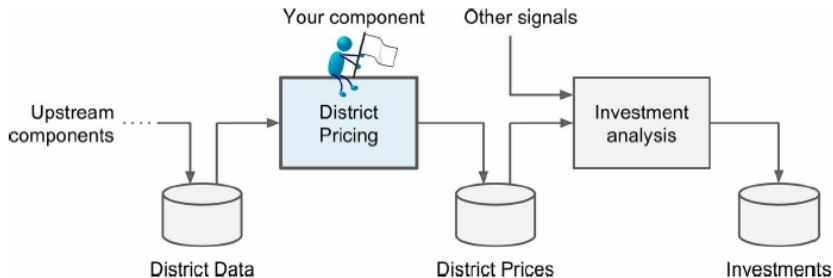 Your component
Other signals
Upstream
components
District
Pricing
Investment
analysis
District Data
District Prices
Investments